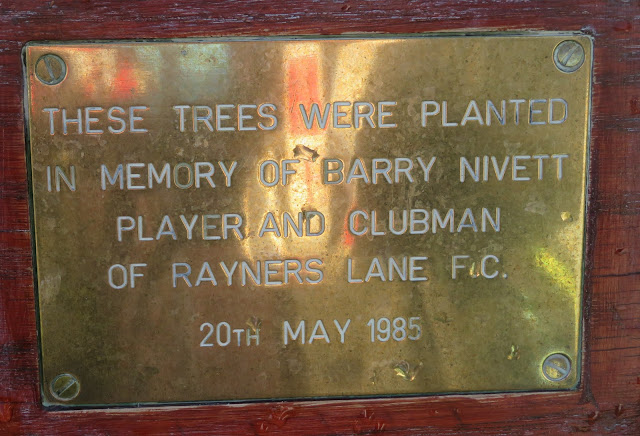 THESE TREES WERE PLANTED
IN MEMORY OF BARRY NIVETT
PLAYER AND CLUBMAN
OF RAYNERS LANE F.C.
20TH MAY 1985